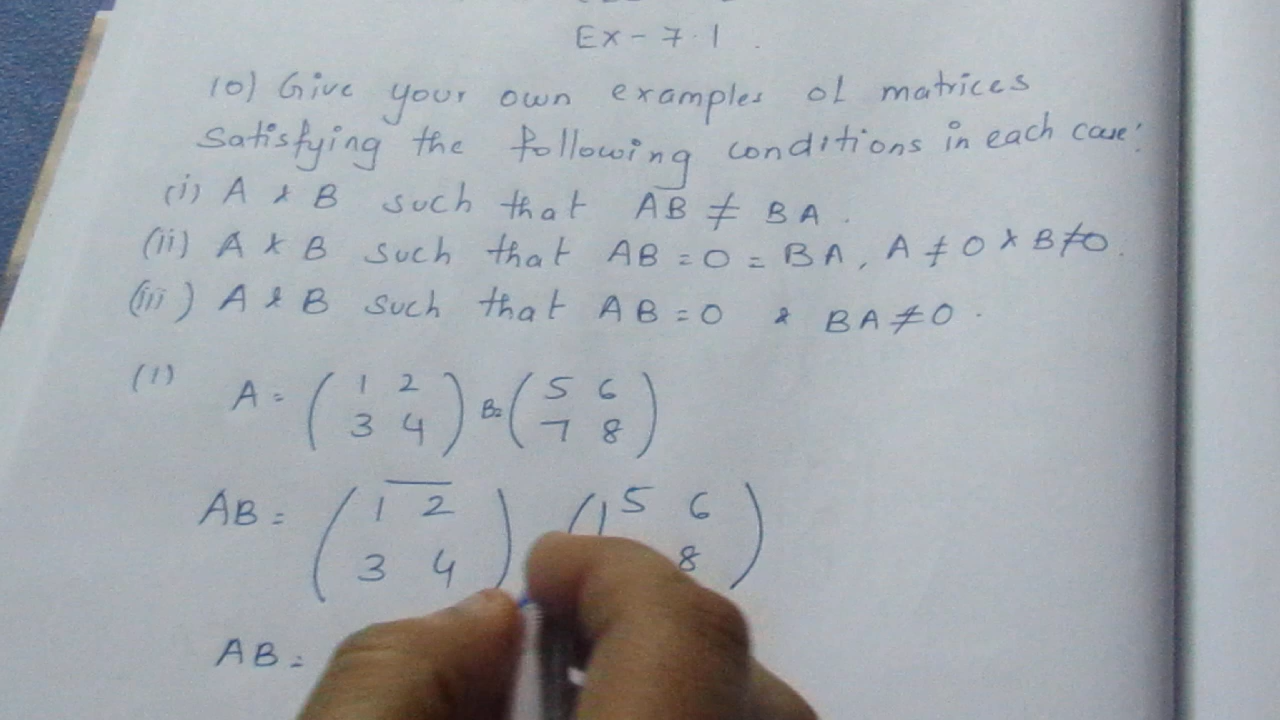 Ex - 7.1.
10) Give your own examples of matrices
satisfying the following conditions in each case:
(i) A & B such that AB ≠ BA.
(ii) A & B such that AB = 0 = BA, A ≠ 0 & B ≠ 0.
(iii) A & B such that AB = 0 & BA ≠ 0.
(1) A = ( 1 2 ) B = ( 5 6 )
3 4 7 8
AB = ( 1 2 ) ( 5 6 )
3 4 8
AB =